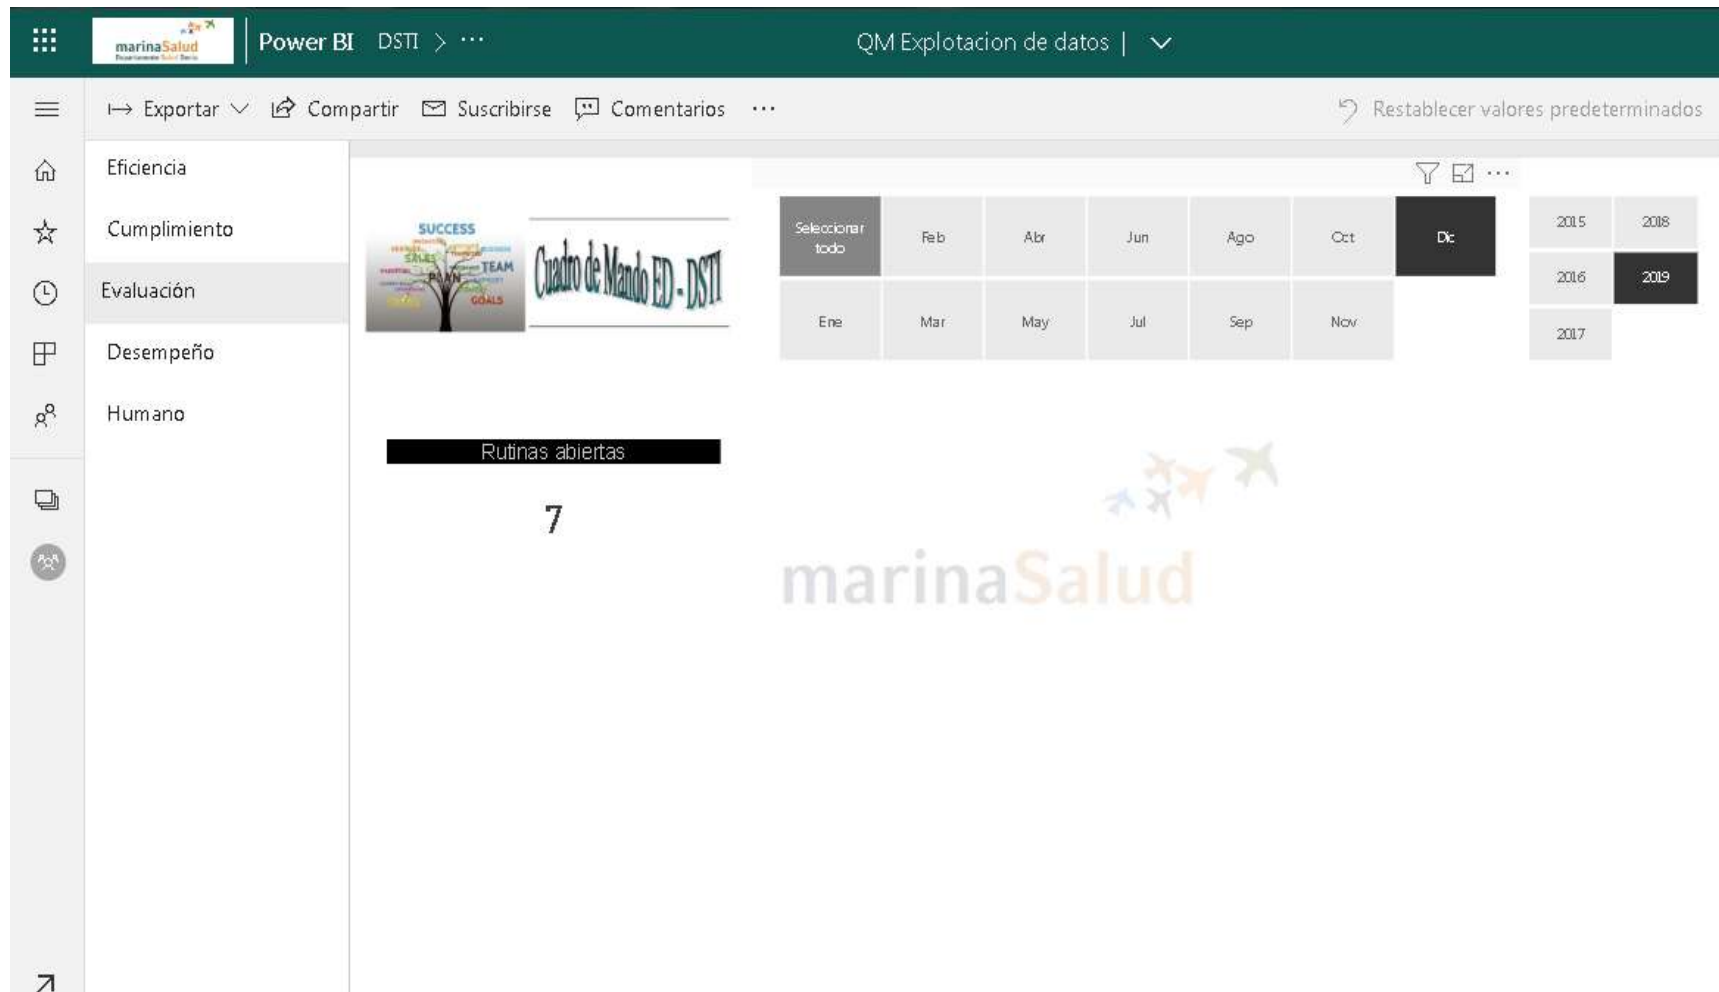 marinaSalud
Power BI DSTI > ···
QM Explotacion de datos |
Exportar Compartir Suscribirse Comentarios ···
Restablecer valores predeterminados
Eficiencia
Cumplimiento
Evaluación
Desempeño
Humano
SUCCESS
SALES
TEAM
PLAN
GOALS
Cuadro de Mando ED - DSTI
Seleccionar
todo
Feb Abr Jun Ago Oct Dic
Ene Mar May Jul Sep Nov
2015 2018
2016 2019
2017
Rutinas abiertas
7
marinaSalud